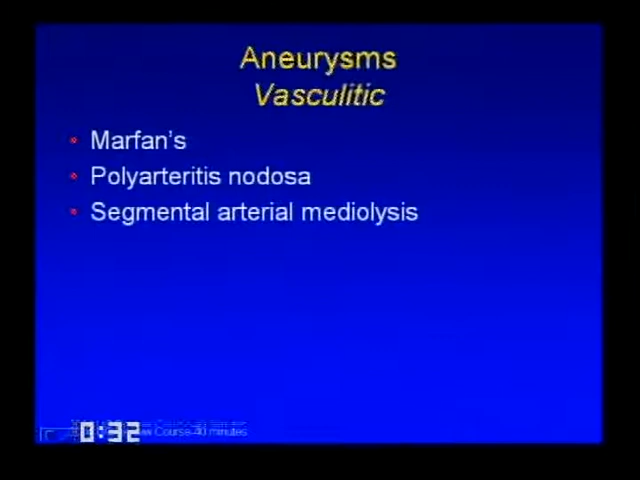 Aneurysms
Vasculitic
• Marfan's
• Polyarteritis nodosa
• Segmental arterial mediolysis
0:32
Course-40 minutes